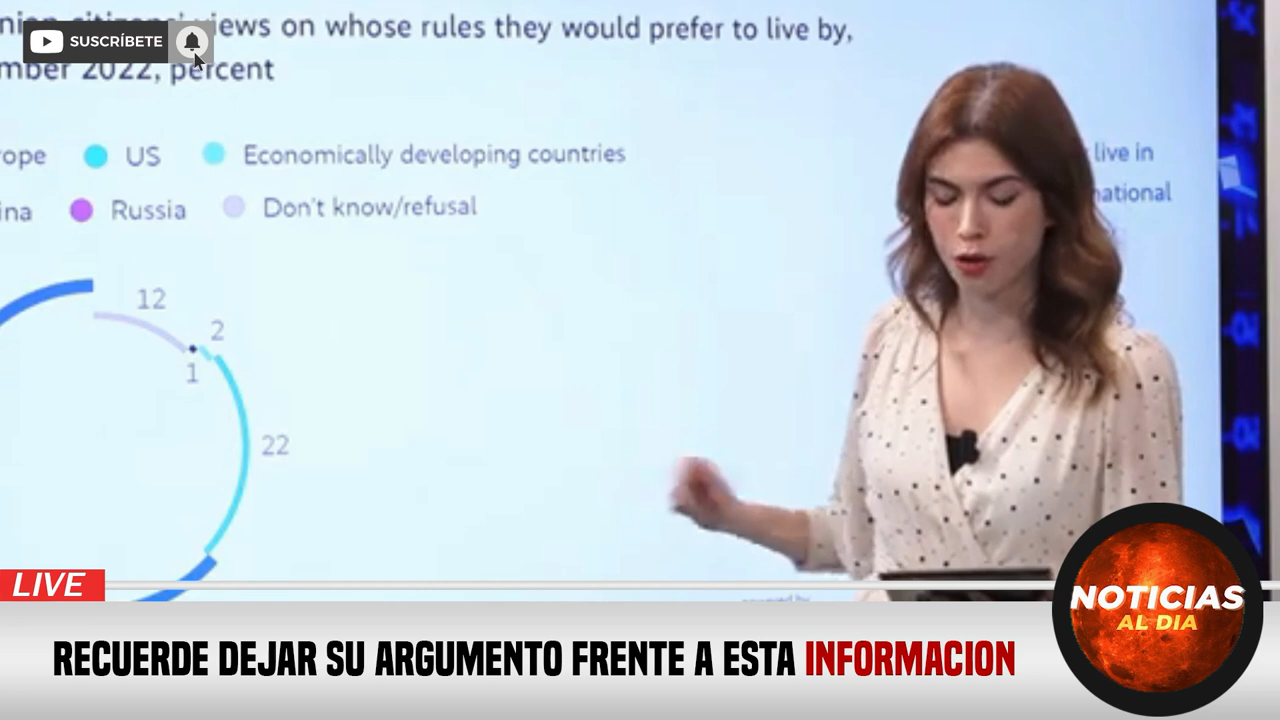 views on whose rules they would prefer to live by,
SUSCRÍBETE
2022, percent
US
Economically developing countries
live in
Russia
Don't know/refusal
national
12
2
1
22
LIVE
NOTICIAS
AL DIA
RECUERDE DEJAR SU ARGUMENTO FRENTE A ESTA INFORMACION